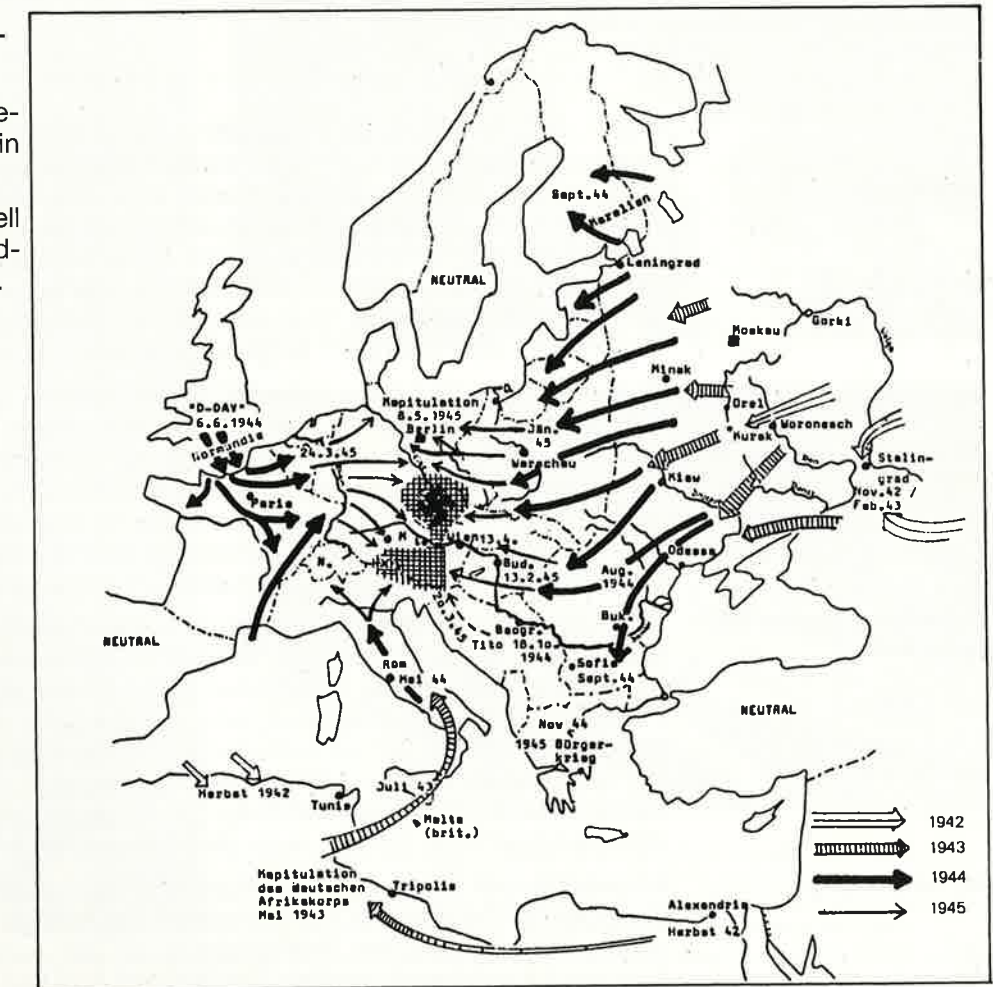 -
e-
in
ell
d-
.
Sept.44
Karelien
Leningrad
NEUTRAL
Moskau
Gorki
Wolga
Minsk
Orel
Kursk
Woronesch
Don
Stalin-
grad
Nov.42 /
Feb.43
"D-DAY"
6.6.1944
Normandie
24.3.45
Kapitulation
8.5.1945
Berlin
Jän.
45
Warschau
Kiew
Paris
M
Wien 13.4.
Bud.
13.2.45
N.
Odessa
Aug.
1944
Buk.
Beogr.
Tito 18.10.
1944
Sofia
Sept.44
NEUTRAL
Rom
Mai 44
NEUTRAL
Nov 44
1945 Bürger-
krieg
Herbst 1942
Tunis
Juli 43
Malta
(brit.)
Kapitulation
des deutschen
Afrikakorps
Mai 1943
Tripolis
Alexandria
Herbst 42
1942
1943
1944
1945